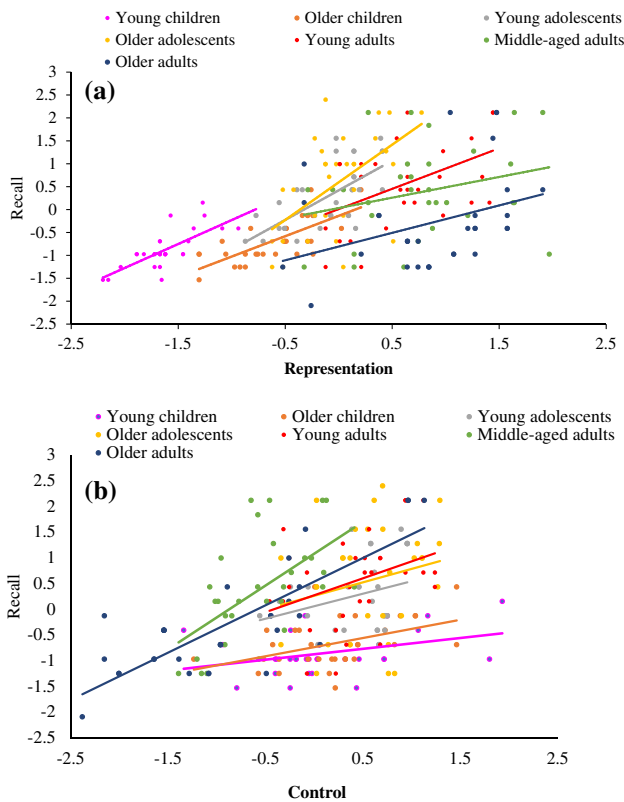 Young children Older children Young adolescents
Older adolescents Young adults Middle-aged adults
Older adults
(a)
3
2.5
2
1.5
1
0.5
0
-0.5
-1
-1.5
-2
-2.5
Recall
-2.5 -1.5 -0.5 0.5 1.5 2.5
Representation
Young children Older children Young adolescents
Older adolescents Young adults Middle-aged adults
Older adults
(b)
3
2.5
2
1.5
1
0.5
0
-0.5
-1
-1.5
-2
-2.5
Recall
-2.5 -1.5 -0.5 0.5 1.5 2.5
Control